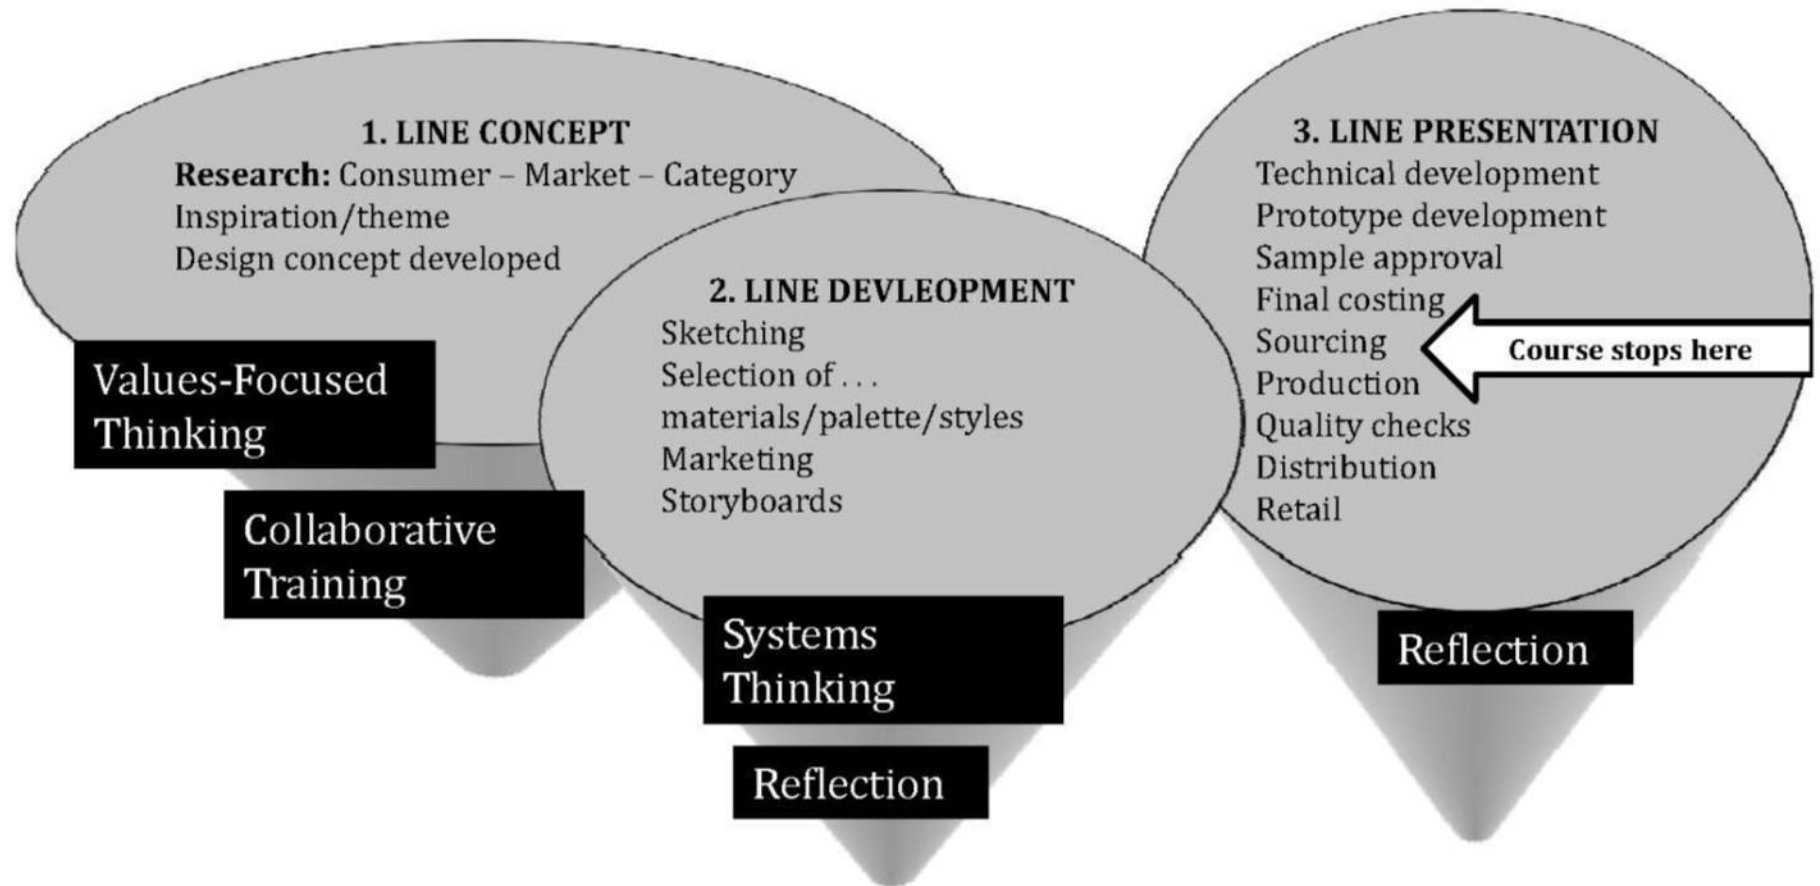 1. LINE CONCEPT
Research: Consumer – Market – Category
Inspiration/theme
Design concept developed
Values-Focused
Thinking
Collaborative
Training
2. LINE DEVLEOPMENT
Sketching
Selection of . . .
materials/palette/styles
Marketing
Storyboards
Systems
Thinking
Reflection
3. LINE PRESENTATION
Technical development
Prototype development
Sample approval
Final costing
Sourcing
Course stops here
Production
Quality checks
Distribution
Retail
Reflection